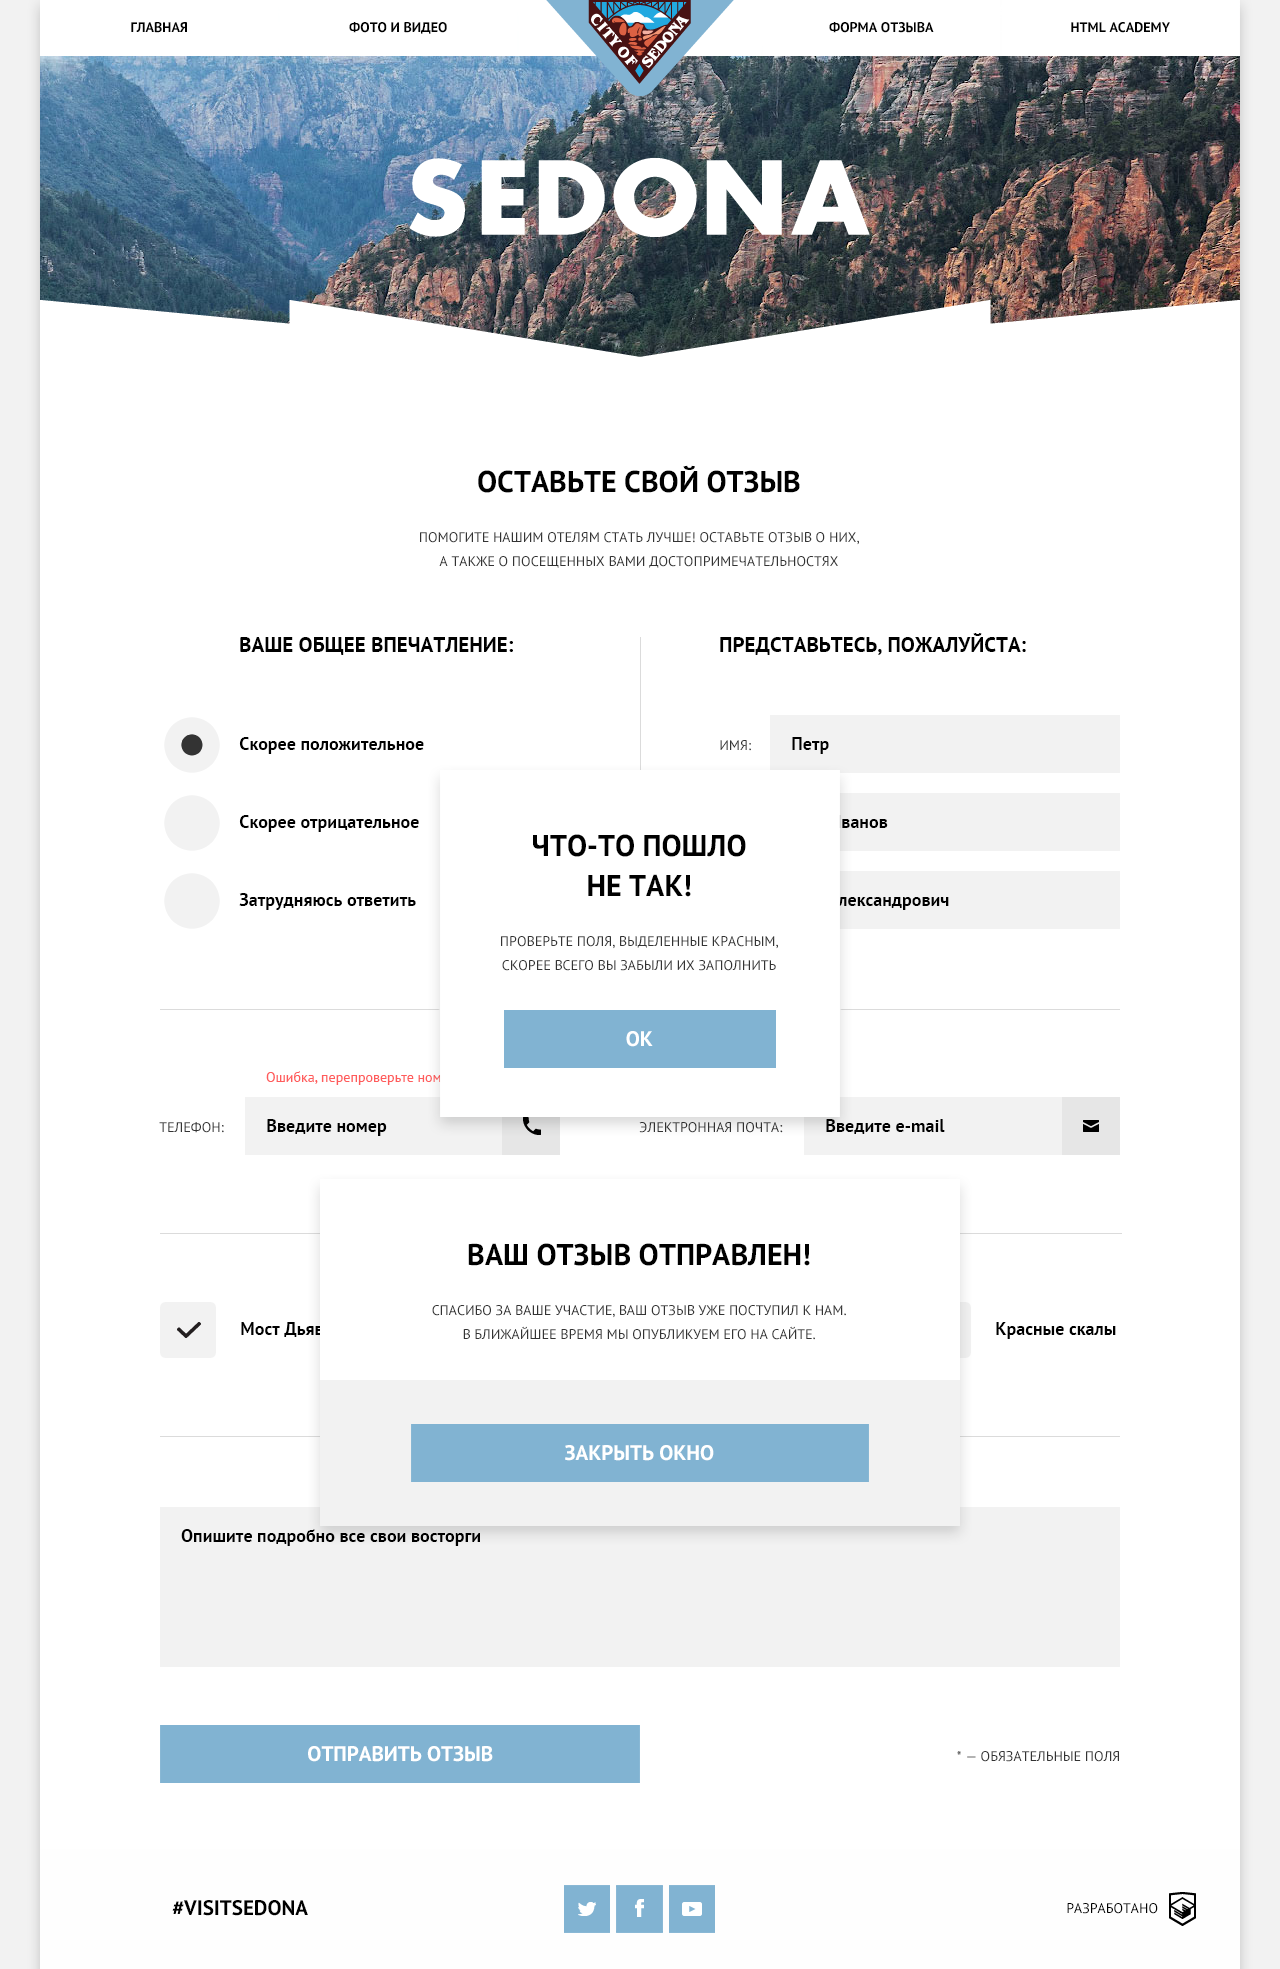 ГЛАВНАЯ
ФОТО И ВИДЕО
CITY OF SEDONA
ФОРМА ОТЗЫВА
HTML ACADEMY
SEDONA
ОСТАВЬТЕ СВОЙ ОТЗЫВ
ПОМОГИТЕ НАШИМ ОТЕЛЯМ СТАТЬ ЛУЧШЕ! ОСТАВЬТЕ ОТЗЫВ О НИХ,
А ТАКЖЕ О ПОСЕЩЕННЫХ ВАМИ ДОСТОПРИМЕЧАТЕЛЬНОСТЯХ
ВАШЕ ОБЩЕЕ ВПЕЧАТЛЕНИЕ:
Скорее положительное
Скорее отрицательное
Затрудняюсь ответить
ПРЕДСТАВЬТЕСЬ, ПОЖАЛУЙСТА:
ИМЯ:
Петр
ванов
лександрович
ЧТО-ТО ПОШЛО
НЕ ТАК!
ПРОВЕРЬТЕ ПОЛЯ, ВЫДЕЛЕННЫЕ КРАСНЫМ,
СКОРЕЕ ВСЕГО ВЫ ЗАБЫЛИ ИХ ЗАПОЛНИТЬ
ОК
Ошибка, перепроверьте ном
ТЕЛЕФОН:
Введите номер
ЭЛЕКТРОННАЯ ПОЧТА:
Введите e-mail
ВАШ ОТЗЫВ ОТПРАВЛЕН!
СПАСИБО ЗА ВАШЕ УЧАСТИЕ, ВАШ ОТЗЫВ УЖЕ ПОСТУПИЛ К НАМ.
В БЛИЖАЙШЕЕ ВРЕМЯ МЫ ОПУБЛИКУЕМ ЕГО НА САЙТЕ.
Мост Дьяв
Красные скалы
ЗАКРЫТЬ ОКНО
Опишите подробно все свои восторги
ОТПРАВИТЬ ОТЗЫВ
* — ОБЯЗАТЕЛЬНЫЕ ПОЛЯ
#VISITSEDONA
РАЗРАБОТАНО